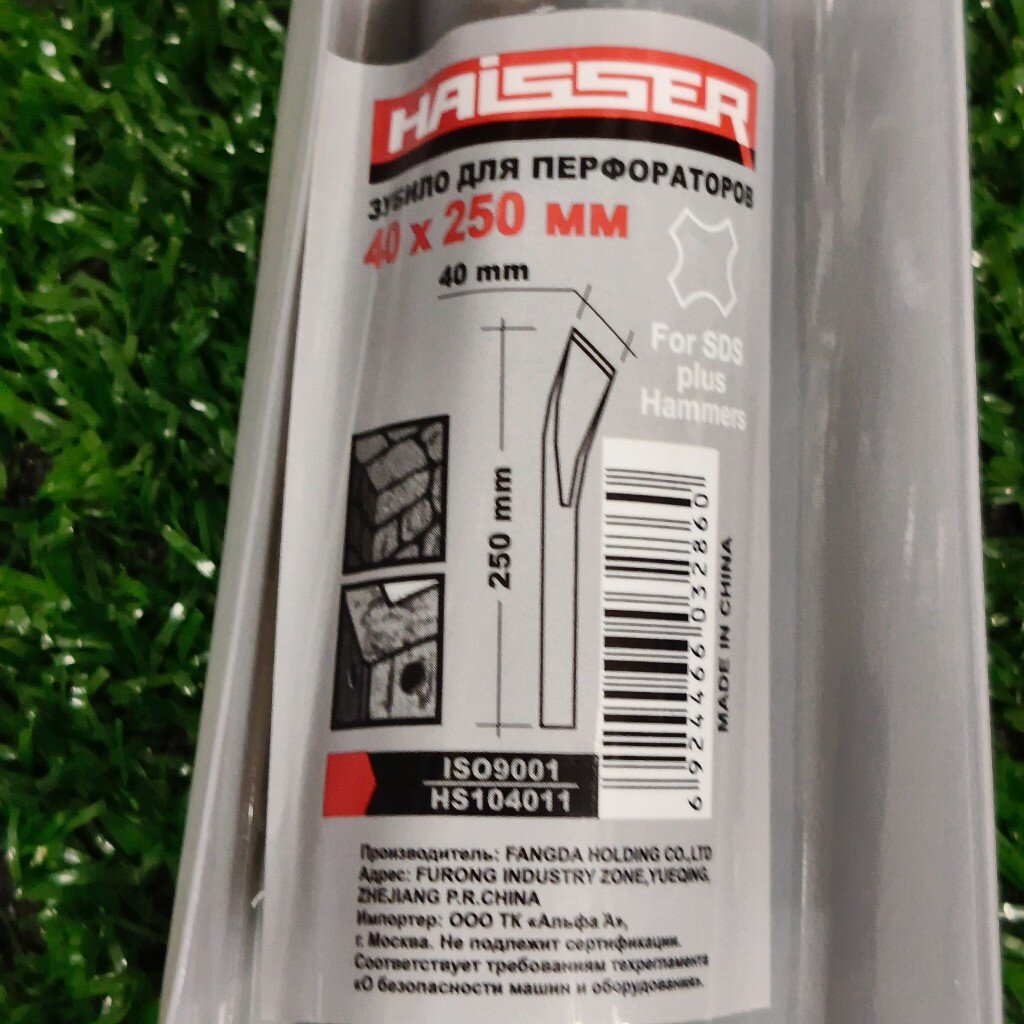 HAISSER
ЗУБИЛО ДЛЯ ПЕРФОРАТОРОВ
40 x 250 мм
40 mm
For SDS
plus
Hammers
250 mm
6924466032860
MADE IN CHINA
ISO9001
HS104011
Производитель: FANGDA HOLDING CO.,LTD
Адрес: FURONG INDUSTRY ZONE,YUEQING,
ZHEJIANG P.R.CHINA
Импортер: ООО ТК «Альфа'А»,
г. Москва. Не подлежит сертификации.
Соответствует требованиям техрегламента
«О безопасности машин и оборудования».